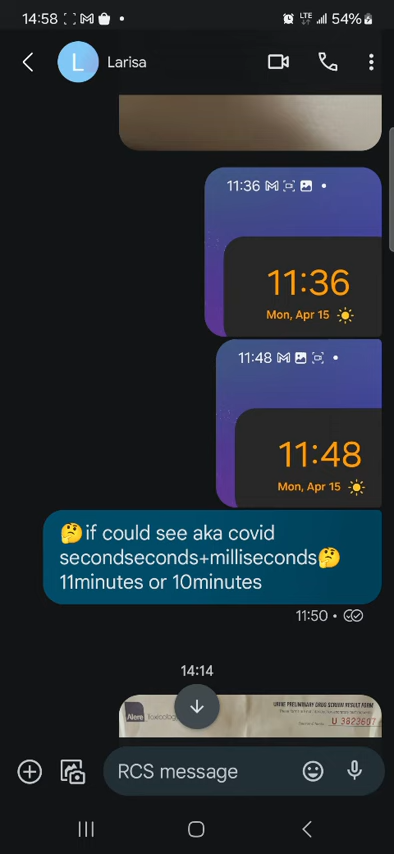 14:58 LTE 54%
L Larisa
11:36
11:36
Mon, Apr 15
11:48
11:48
Mon, Apr 15
🤔if could see aka covid
secondseconds+milliseconds🤔
11minutes or 10minutes
11:50 •
14:14
Alere Toxicology
URINE PRELIMINARY DRUG SCREEN RESULT FORM
U 3823607
RCS message